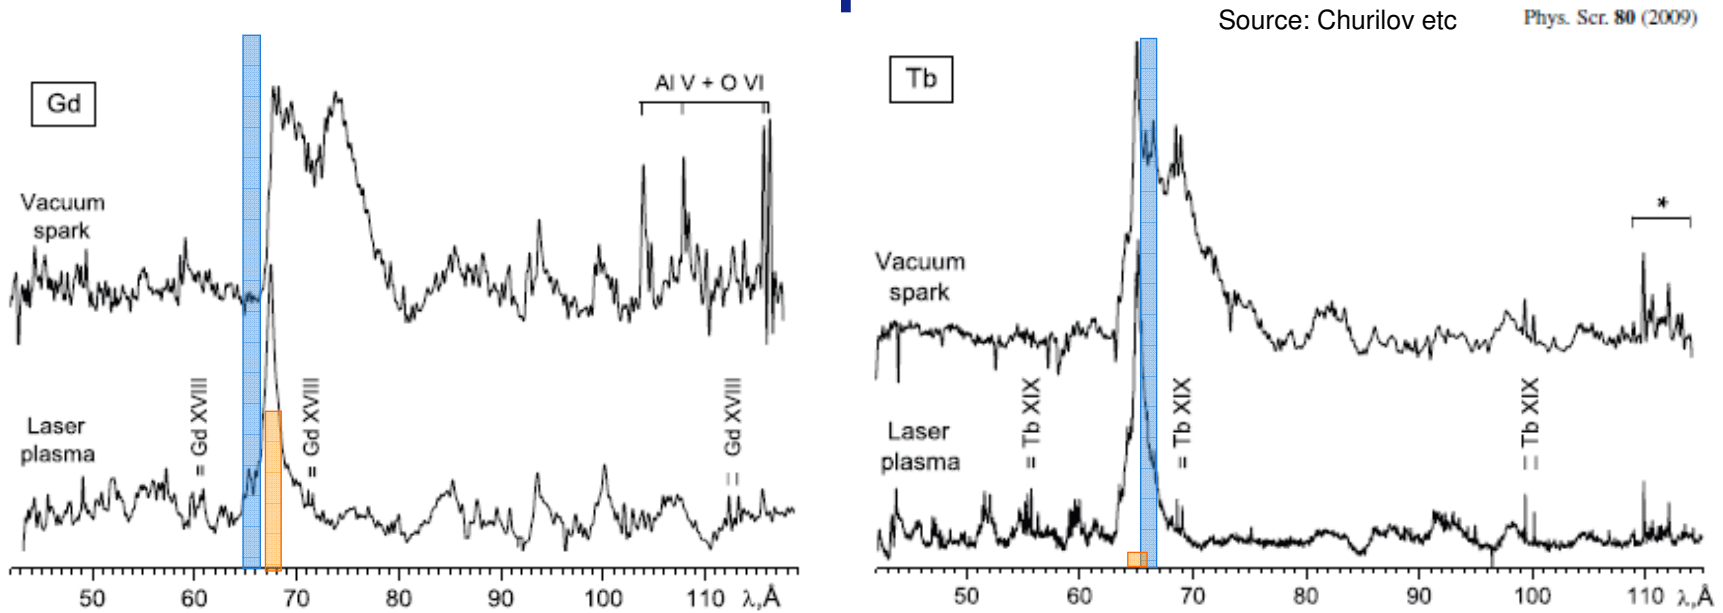 Source: Churilov etc
Phys. Scr. 80 (2009)
Gd
Al V + O VI
Vacuum
spark
Laser
plasma
= Gd XVIII
= Gd XVIII
Gd XVIII
50 60 70 80 90 100 110 λ,Å
Tb
*
Vacuum
spark
Laser
plasma
= Tb XIX
= Tb XIX
Tb XIX
50 60 70 80 90 100 110 λ,Å